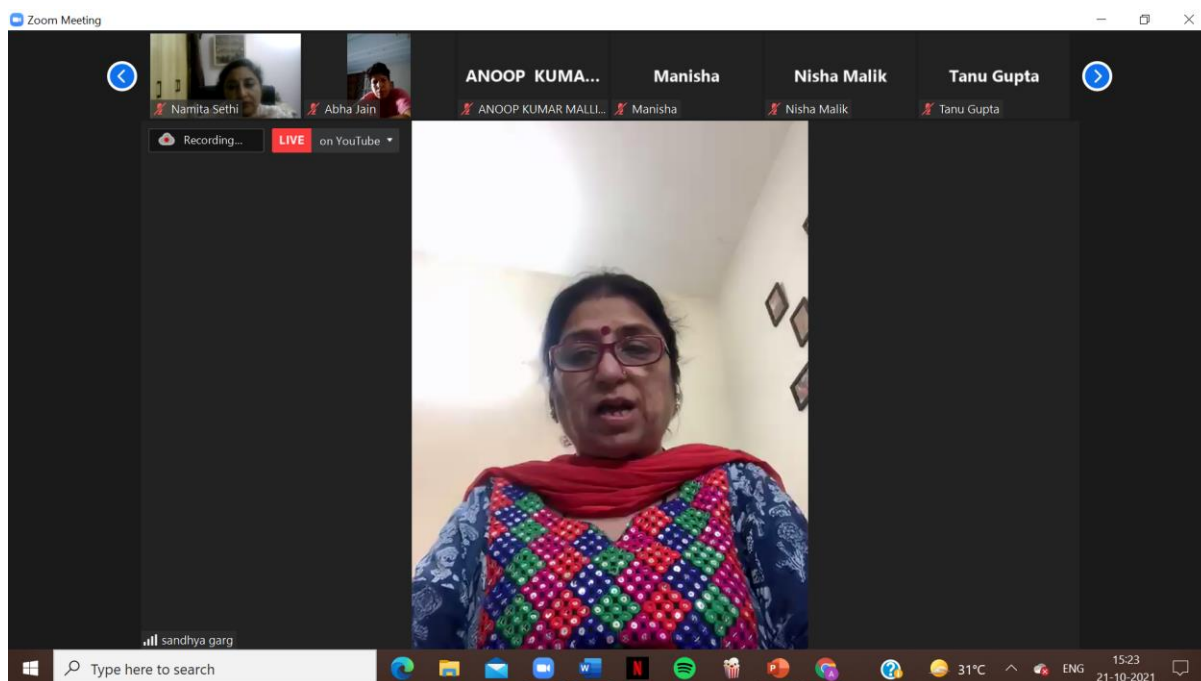 Zoom Meeting
ANOOP KUMA...
Manisha
Nisha Malik
Tanu Gupta
Namita Sethi
Abha Jain
ANOOP KUMAR MALLI...
Manisha
Nisha Malik
Tanu Gupta
Recording...
LIVE
on YouTube
sandhya garg
Type here to search
31°C
ENG
15:23
21-10-2021